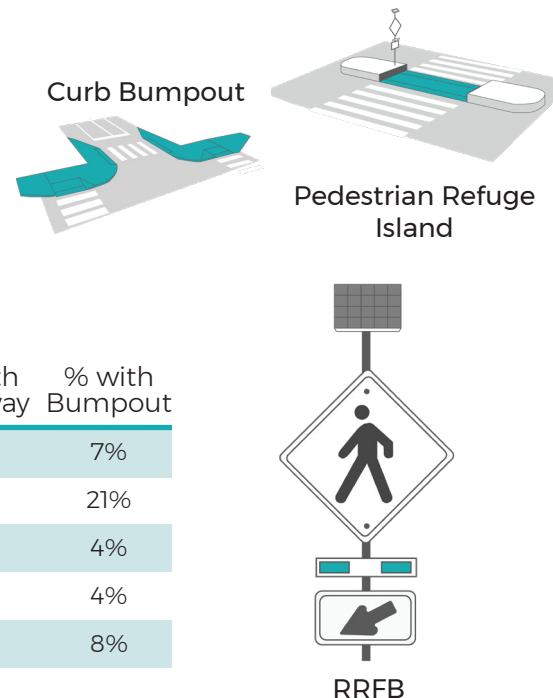 Curb Bumpout
Pedestrian Refuge
Island
% with
Bumpout
7%
21%
4%
4%
8%
RRFB